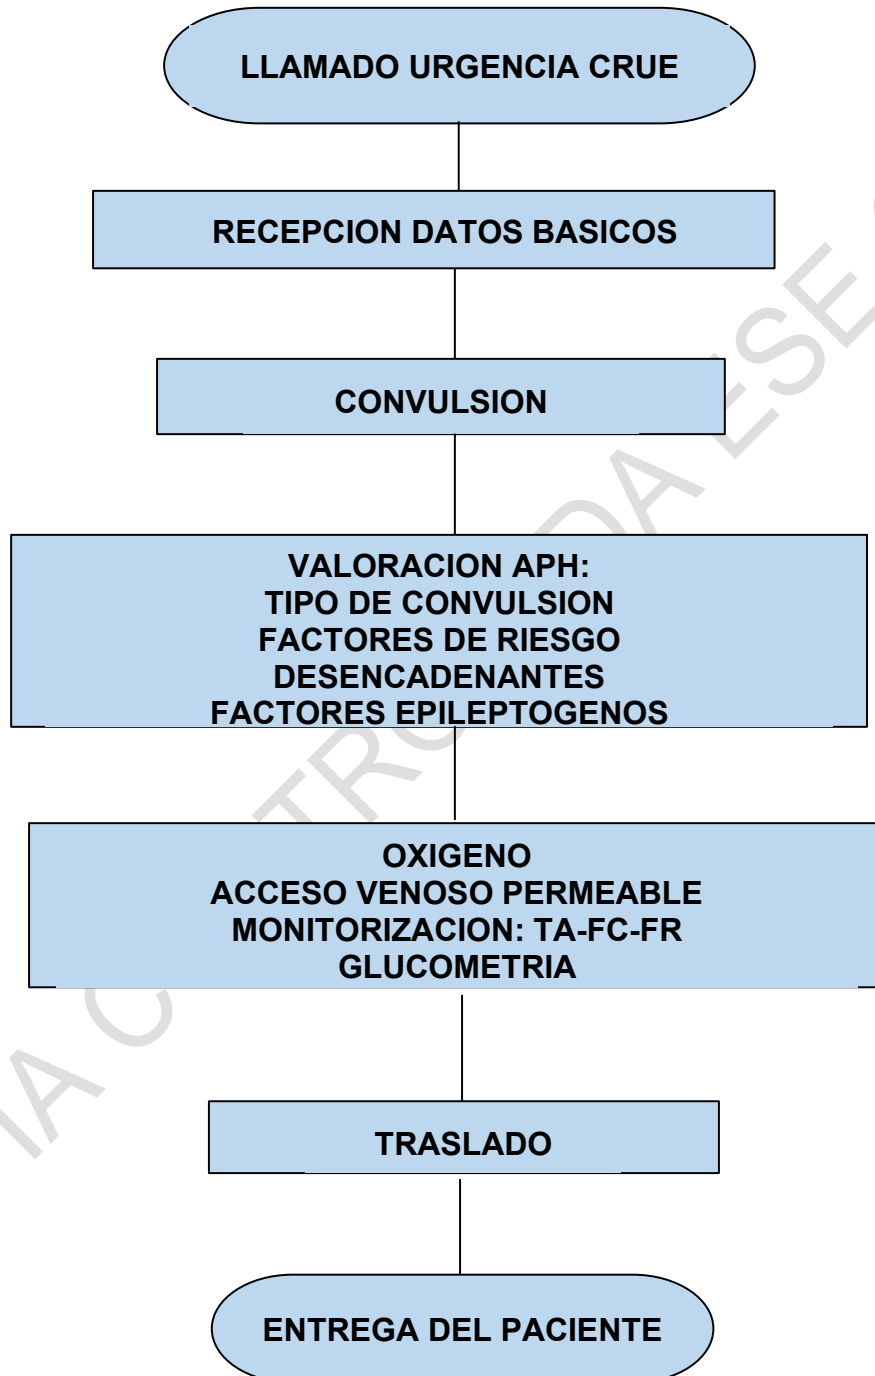 LLAMADO URGENCIA CRUE
RECEPCION DATOS BASICOS
CONVULSION
VALORACION APH:
TIPO DE CONVULSION
FACTORES DE RIESGO
DESENCADENANTES
FACTORES EPILEPTOGENOS
OXIGENO
ACCESO VENOSO PERMEABLE
MONITORIZACION: TA-FC-FR
GLUCOMETRIA
TRASLADO
ENTREGA DEL PACIENTE